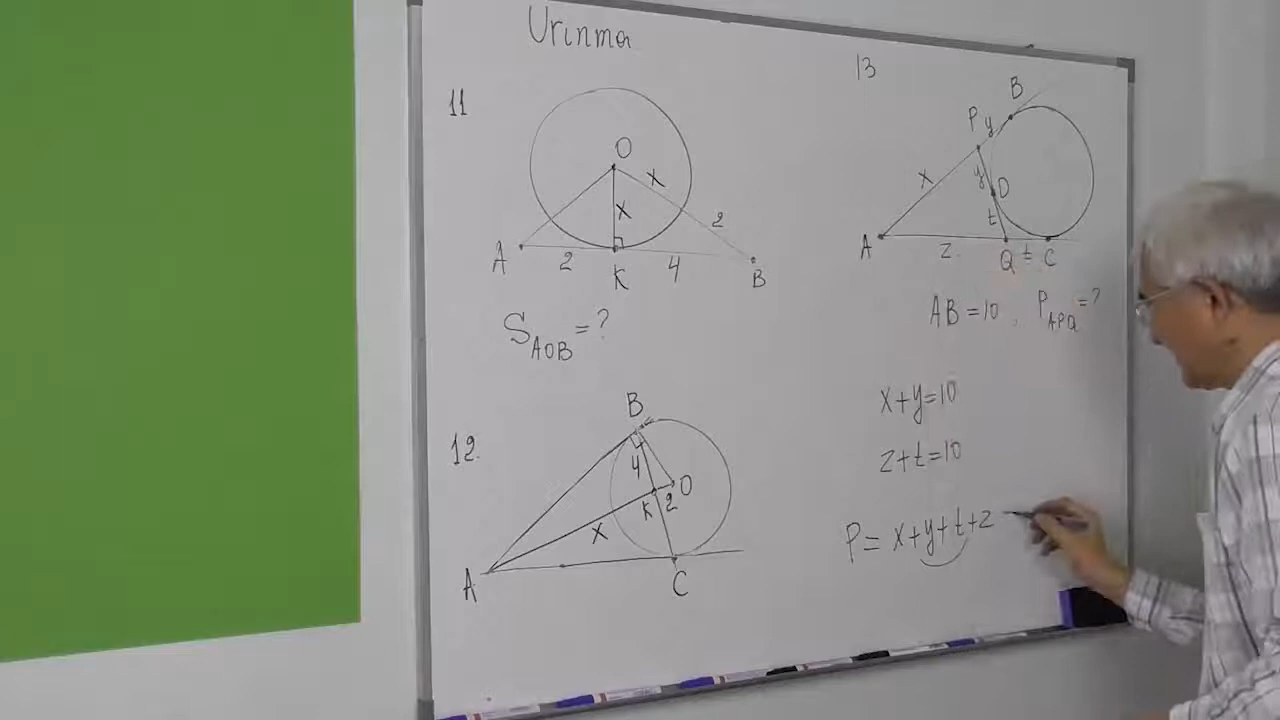 Urinma
11
O
x
x
2
A
2
K
4
B
S_AOB = ?
12.
B
4
K
2
O
x
A
C
13
B
P
y
x
y
D
t
A
z
Q
t
C
AB = 10 , P_APQ = ?
x+y=10
z+t=10
P = x+y+t+z